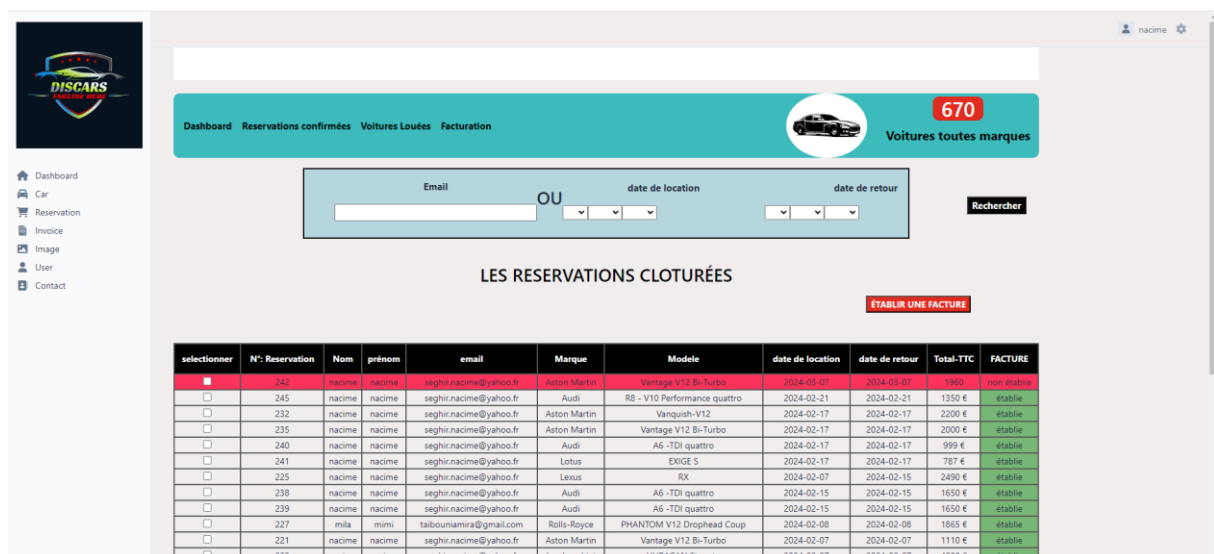 nacime
DISCARS
TAGLINE HERE
Dashboard Reservations confirmées Voitures Louées Facturation
670
Voitures toutes marques
Dashboard
Car
Reservation
Invoice
Image
User
Contact
Email
OU
date de location
date de retour
Rechercher
LES RESERVATIONS CLOTURÉES
ÉTABLIR UNE FACTURE
selectionner N°: Reservation Nom prénom email Marque Modele date de location date de retour Total-TTC FACTURE
242 nacime nacime seghir.nacime@yahoo.fr Aston Martin Vantage V12 Bi-Turbo 2024-03-07 2024-03-07 1960 non établie
245 nacime nacime seghir.nacime@yahoo.fr Audi R8 - V10 Performance quattro 2024-02-21 2024-02-21 1350 € établie
232 nacime nacime seghir.nacime@yahoo.fr Aston Martin Vanquish-V12 2024-02-17 2024-02-17 2200 € établie
235 nacime nacime seghir.nacime@yahoo.fr Aston Martin Vantage V12 Bi-Turbo 2024-02-17 2024-02-17 2000 € établie
240 nacime nacime seghir.nacime@yahoo.fr Audi A6 -TDI quattro 2024-02-17 2024-02-17 999 € établie
241 nacime nacime seghir.nacime@yahoo.fr Lotus EXIGE S 2024-02-17 2024-02-17 787 € établie
225 nacime nacime seghir.nacime@yahoo.fr Lexus RX 2024-02-07 2024-02-15 2490 € établie
238 nacime nacime seghir.nacime@yahoo.fr Audi A6 -TDI quattro 2024-02-15 2024-02-15 1650 € établie
239 nacime nacime seghir.nacime@yahoo.fr Audi A6 -TDI quattro 2024-02-15 2024-02-15 1650 € établie
227 mila mimi taibouniamira@gmail.com Rolls-Royce PHANTOM V12 Drophead Coup 2024-02-08 2024-02-08 1865 € établie
221 nacime nacime seghir.nacime@yahoo.fr Aston Martin Vantage V12 Bi-Turbo 2024-02-07 2024-02-07 1110 € établie